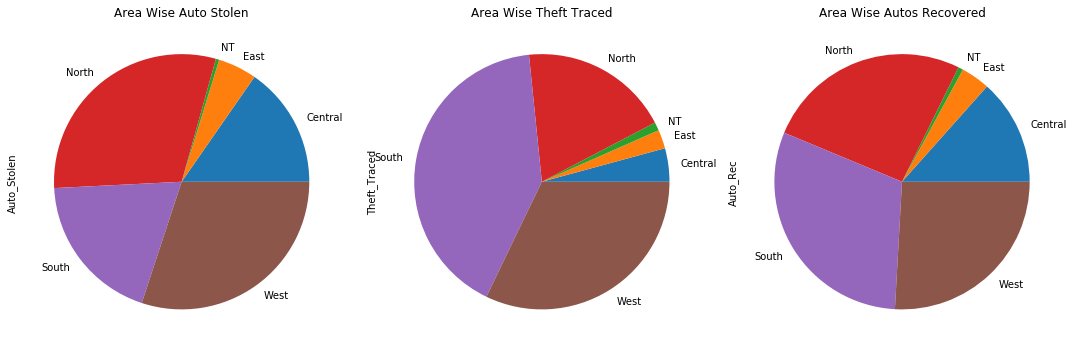 Area Wise Auto Stolen
NT
East
North
Central
Auto_Stolen
South
West
Area Wise Theft Traced
North
NT
East
South
Central
Theft_Traced
West
Area Wise Autos Recovered
North
NT
East
Central
Auto_Rec
South
West